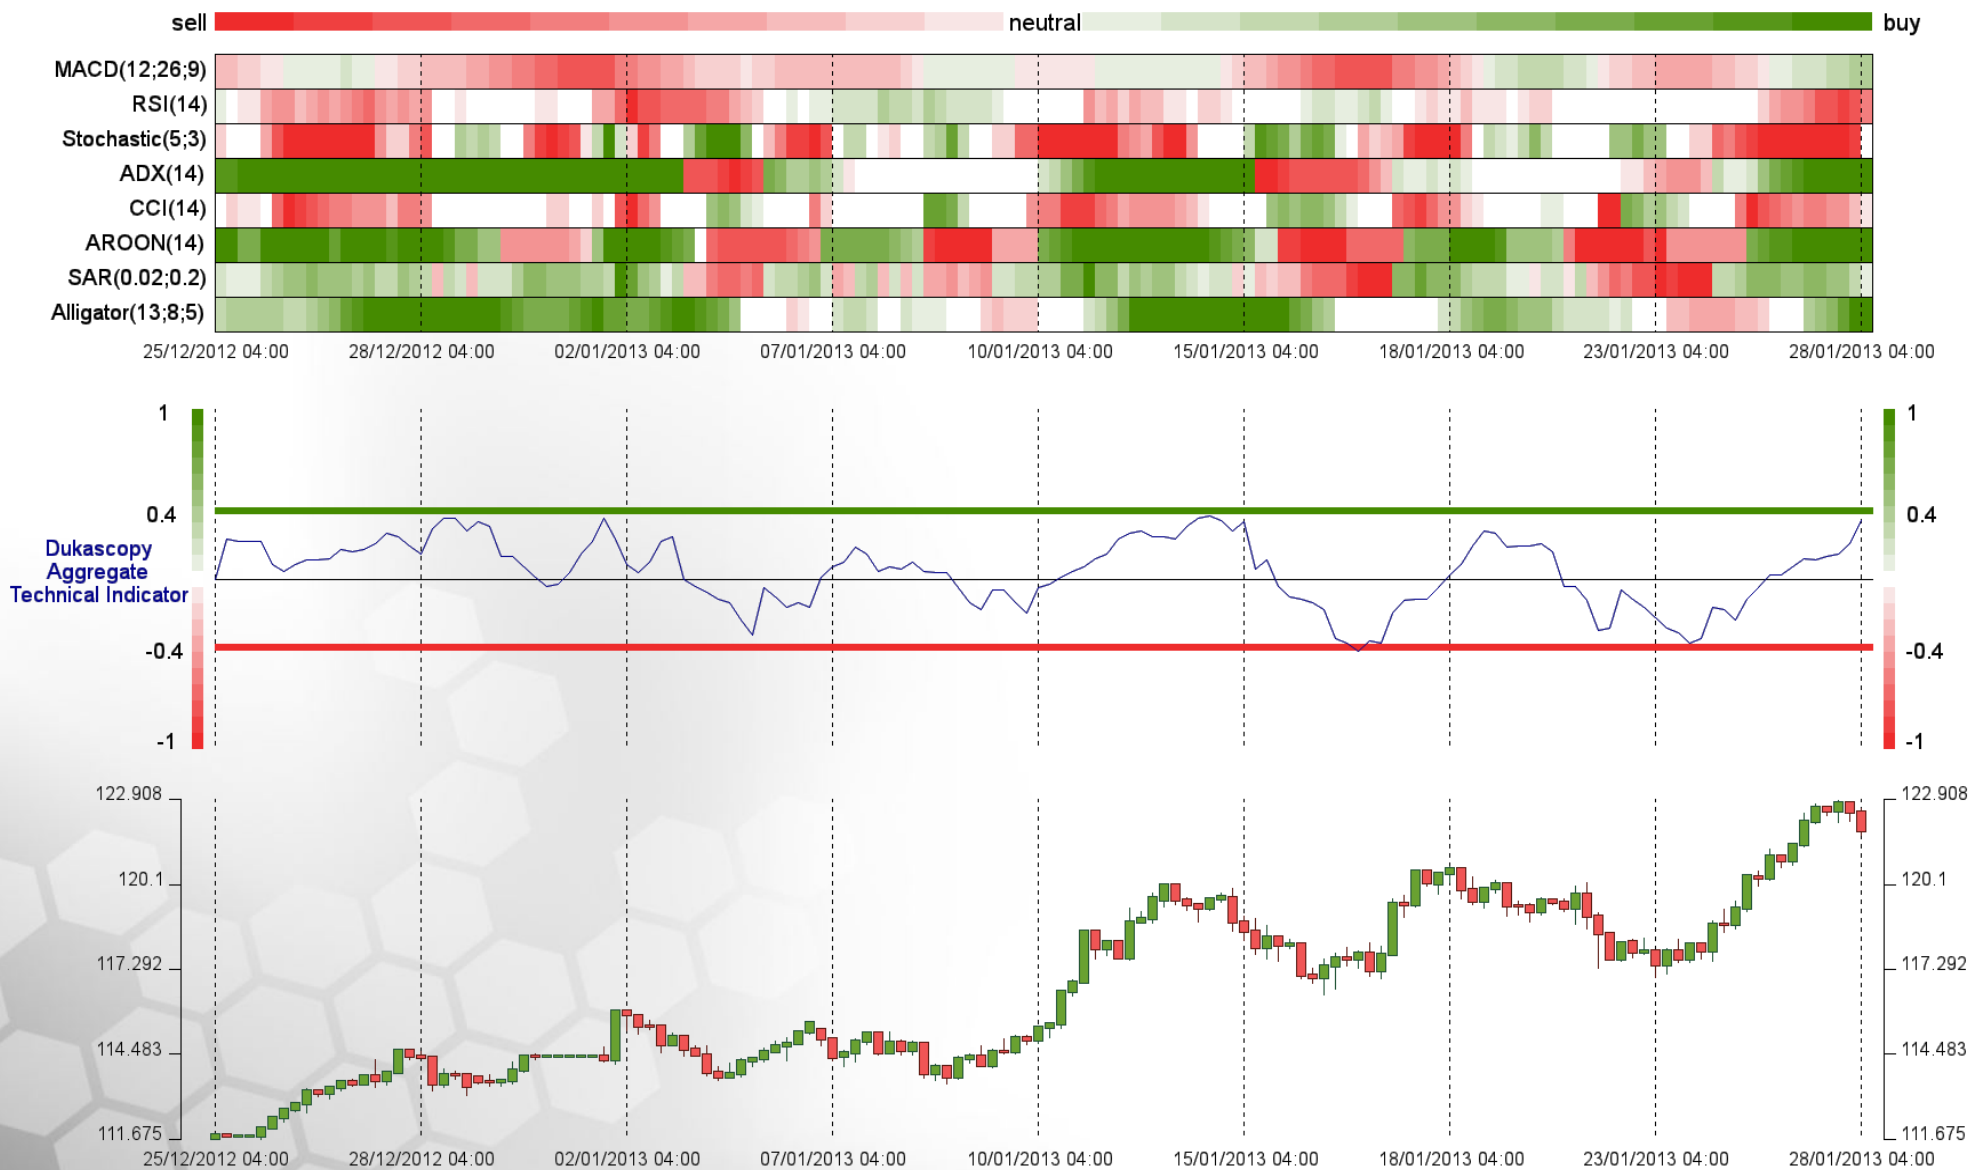 sell neutral buy
MACD(12;26;9)
RSI(14)
Stochastic(5;3)
ADX(14)
CCI(14)
AROON(14)
SAR(0.02;0.2)
Alligator(13;8;5)
25/12/2012 04:00 28/12/2012 04:00 02/01/2013 04:00 07/01/2013 04:00 10/01/2013 04:00 15/01/2013 04:00 18/01/2013 04:00 23/01/2013 04:00 28/01/2013 04:00
1 1
0.4 0.4
Dukascopy
Aggregate
Technical Indicator
-0.4 -0.4
-1 -1
122.908 122.908
120.1 120.1
117.292 117.292
114.483 114.483
111.675 111.675
25/12/2012 04:00 28/12/2012 04:00 02/01/2013 04:00 07/01/2013 04:00 10/01/2013 04:00 15/01/2013 04:00 18/01/2013 04:00 23/01/2013 04:00 28/01/2013 04:00